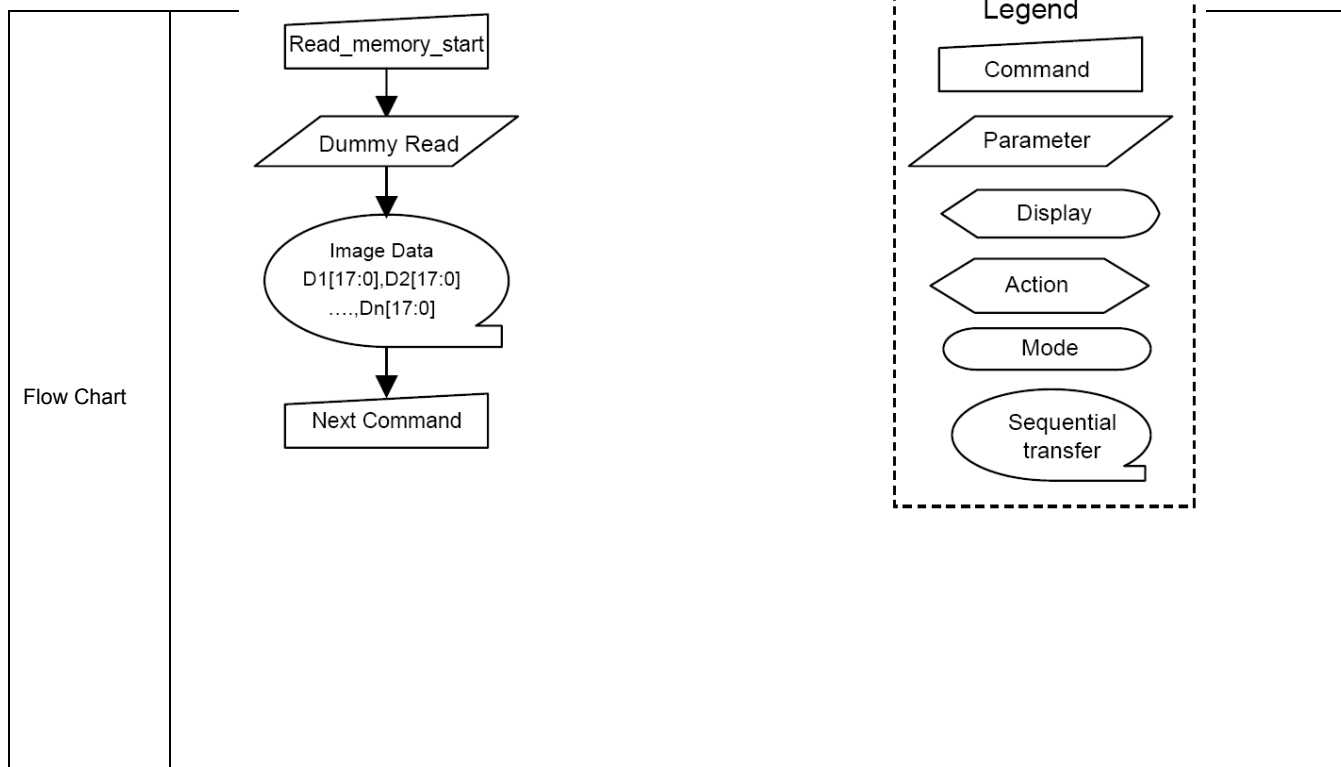 Flow Chart
Read_memory_start
Dummy Read
Image Data
D1[17:0],D2[17:0]
....,Dn[17:0]
Next Command
Legend
Command
Parameter
Display
Action
Mode
Sequential
transfer